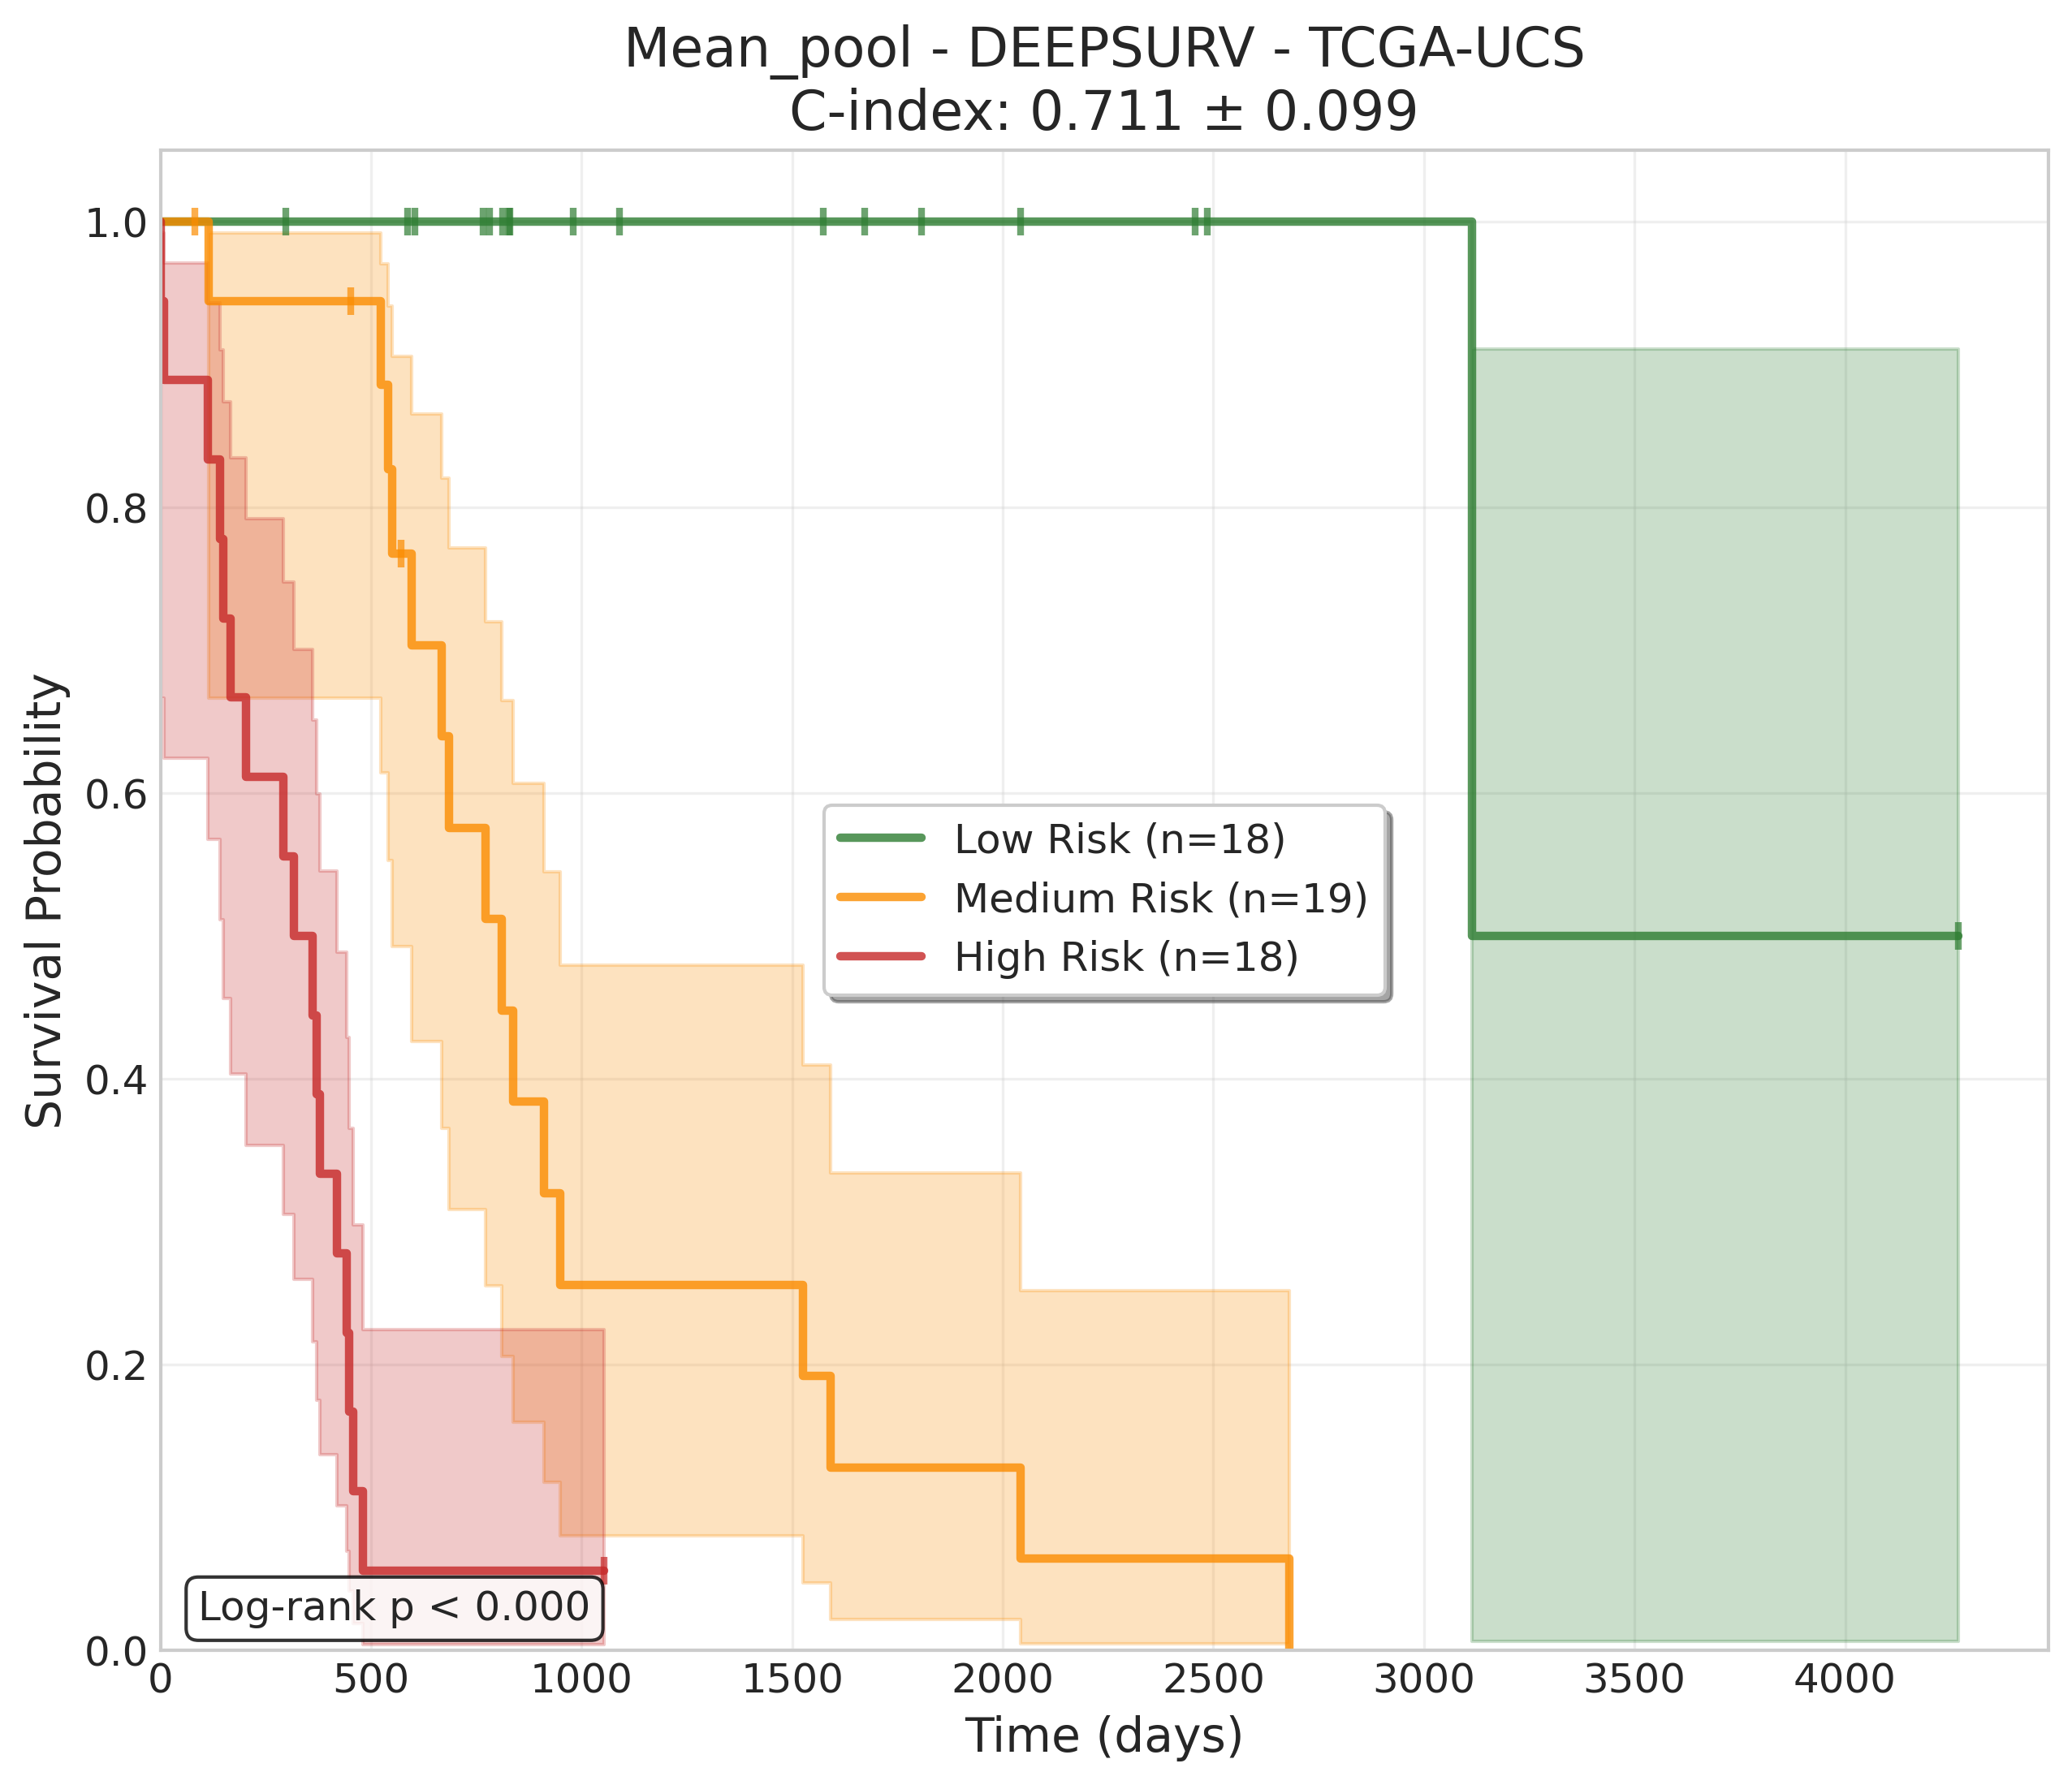 Mean_pool - DEEPSURV - TCGA-UCS
C-index: 0.711 ± 0.099
Survival Probability
1.0
0.8
0.6
0.4
0.2
0.0
Low Risk (n=18)
Medium Risk (n=19)
High Risk (n=18)
Log-rank p < 0.000
0 500 1000 1500 2000 2500 3000 3500 4000
Time (days)